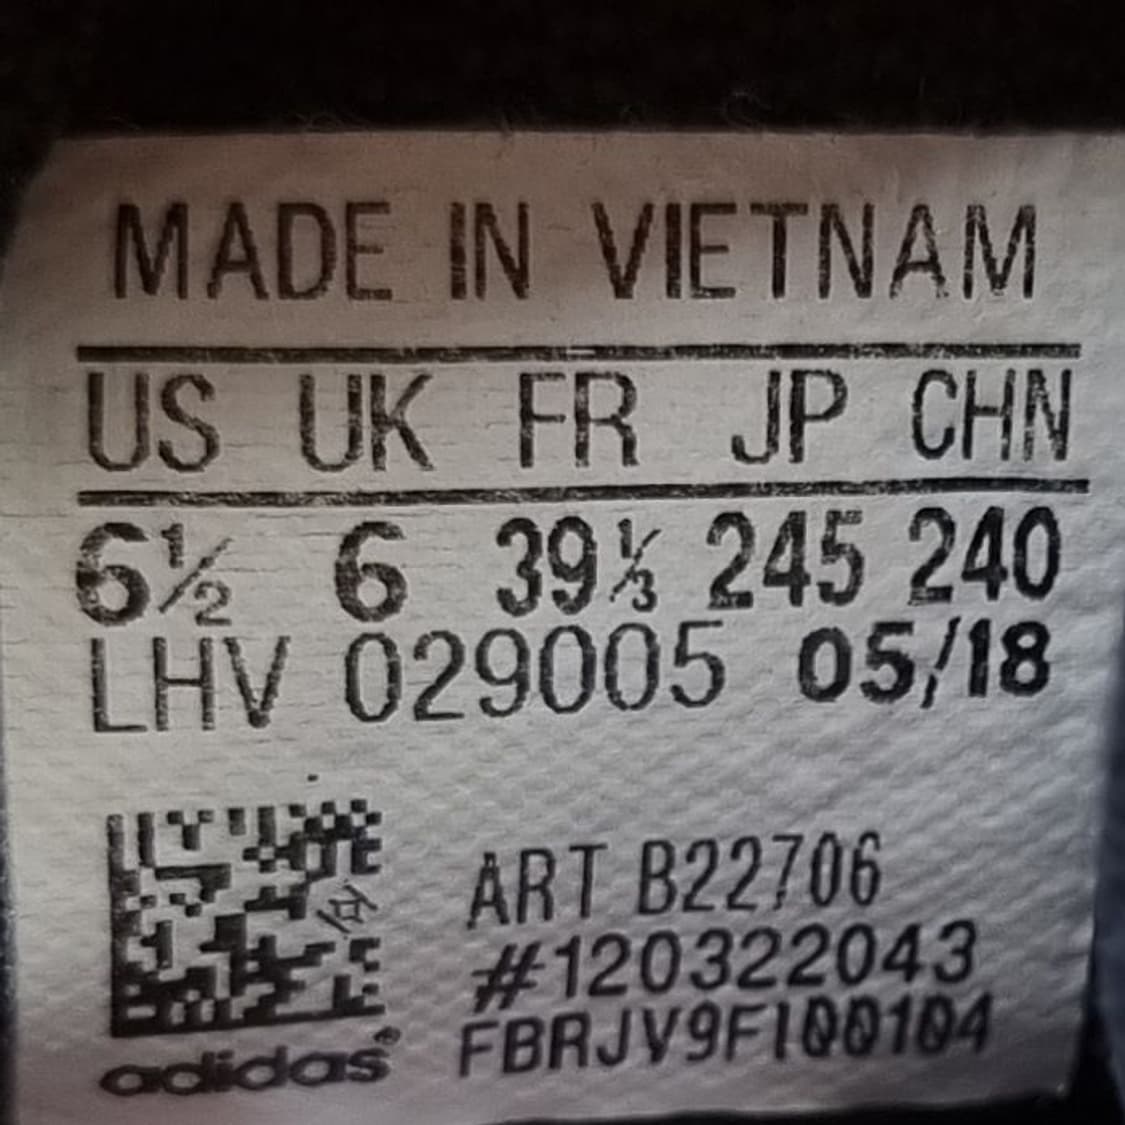 MADE IN VIETNAM
US UK FR JP CHN
6½ 6 39⅓ 245 240
LHV 029005 05/18
ART B22706
#120322043
FBRJV9FI00104
adidas